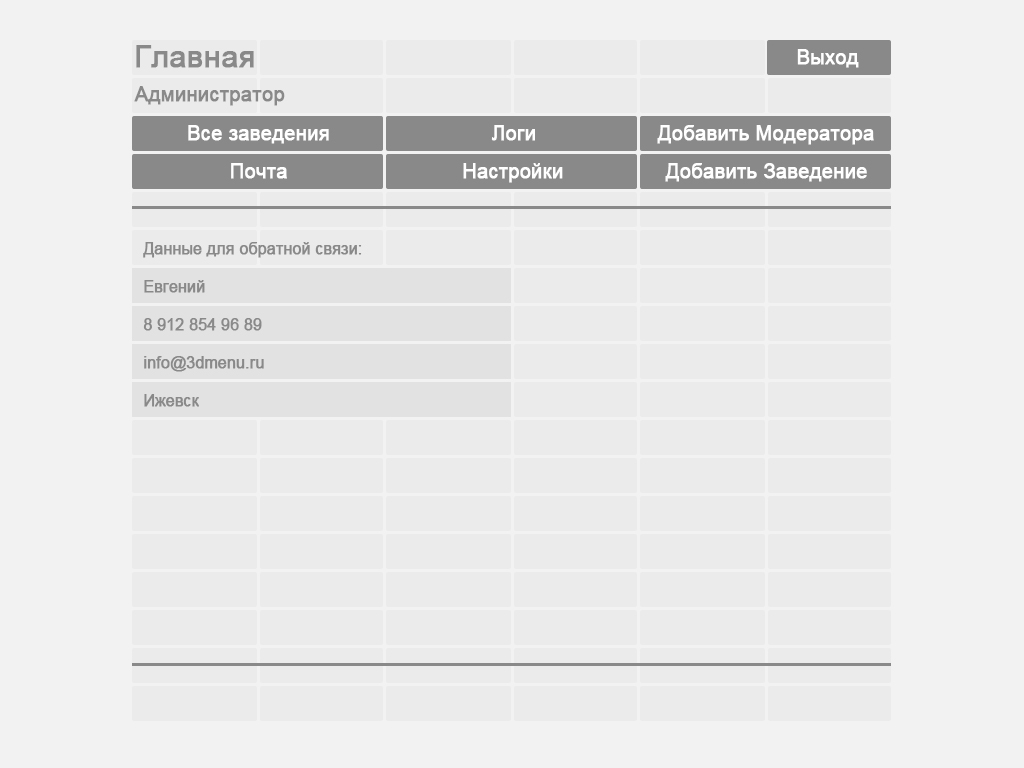 Главная
Выход
Администратор
Все заведения
Логи
Добавить Модератора
Почта
Настройки
Добавить Заведение
Данные для обратной связи:
Евгений
8 912 854 96 89
info@3dmenu.ru
Ижевск